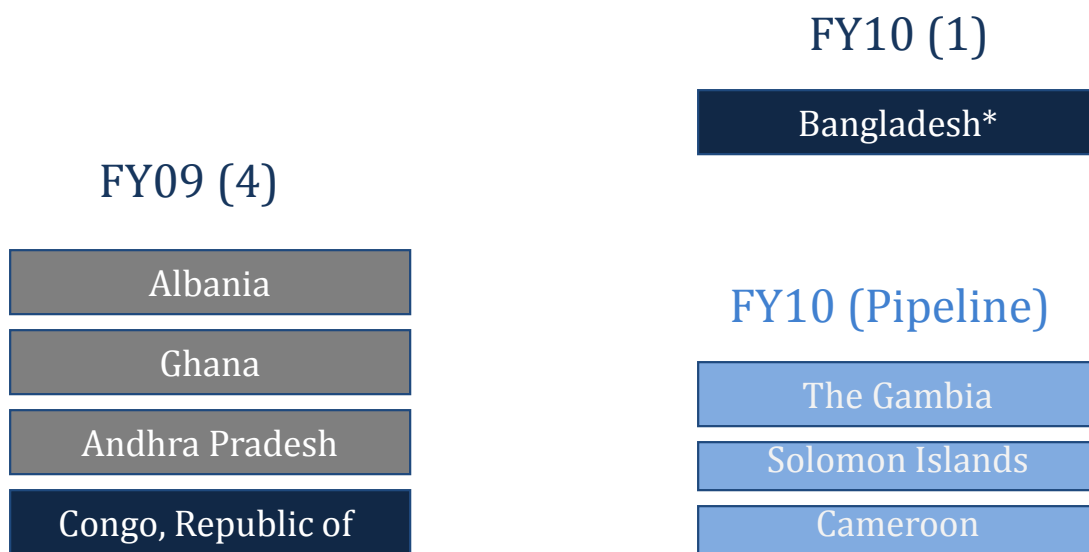 FY09 (4)
Albania
Ghana
Andhra Pradesh
Congo, Republic of
FY10 (1)
Bangladesh*
FY10 (Pipeline)
The Gambia
Solomon Islands
Cameroon